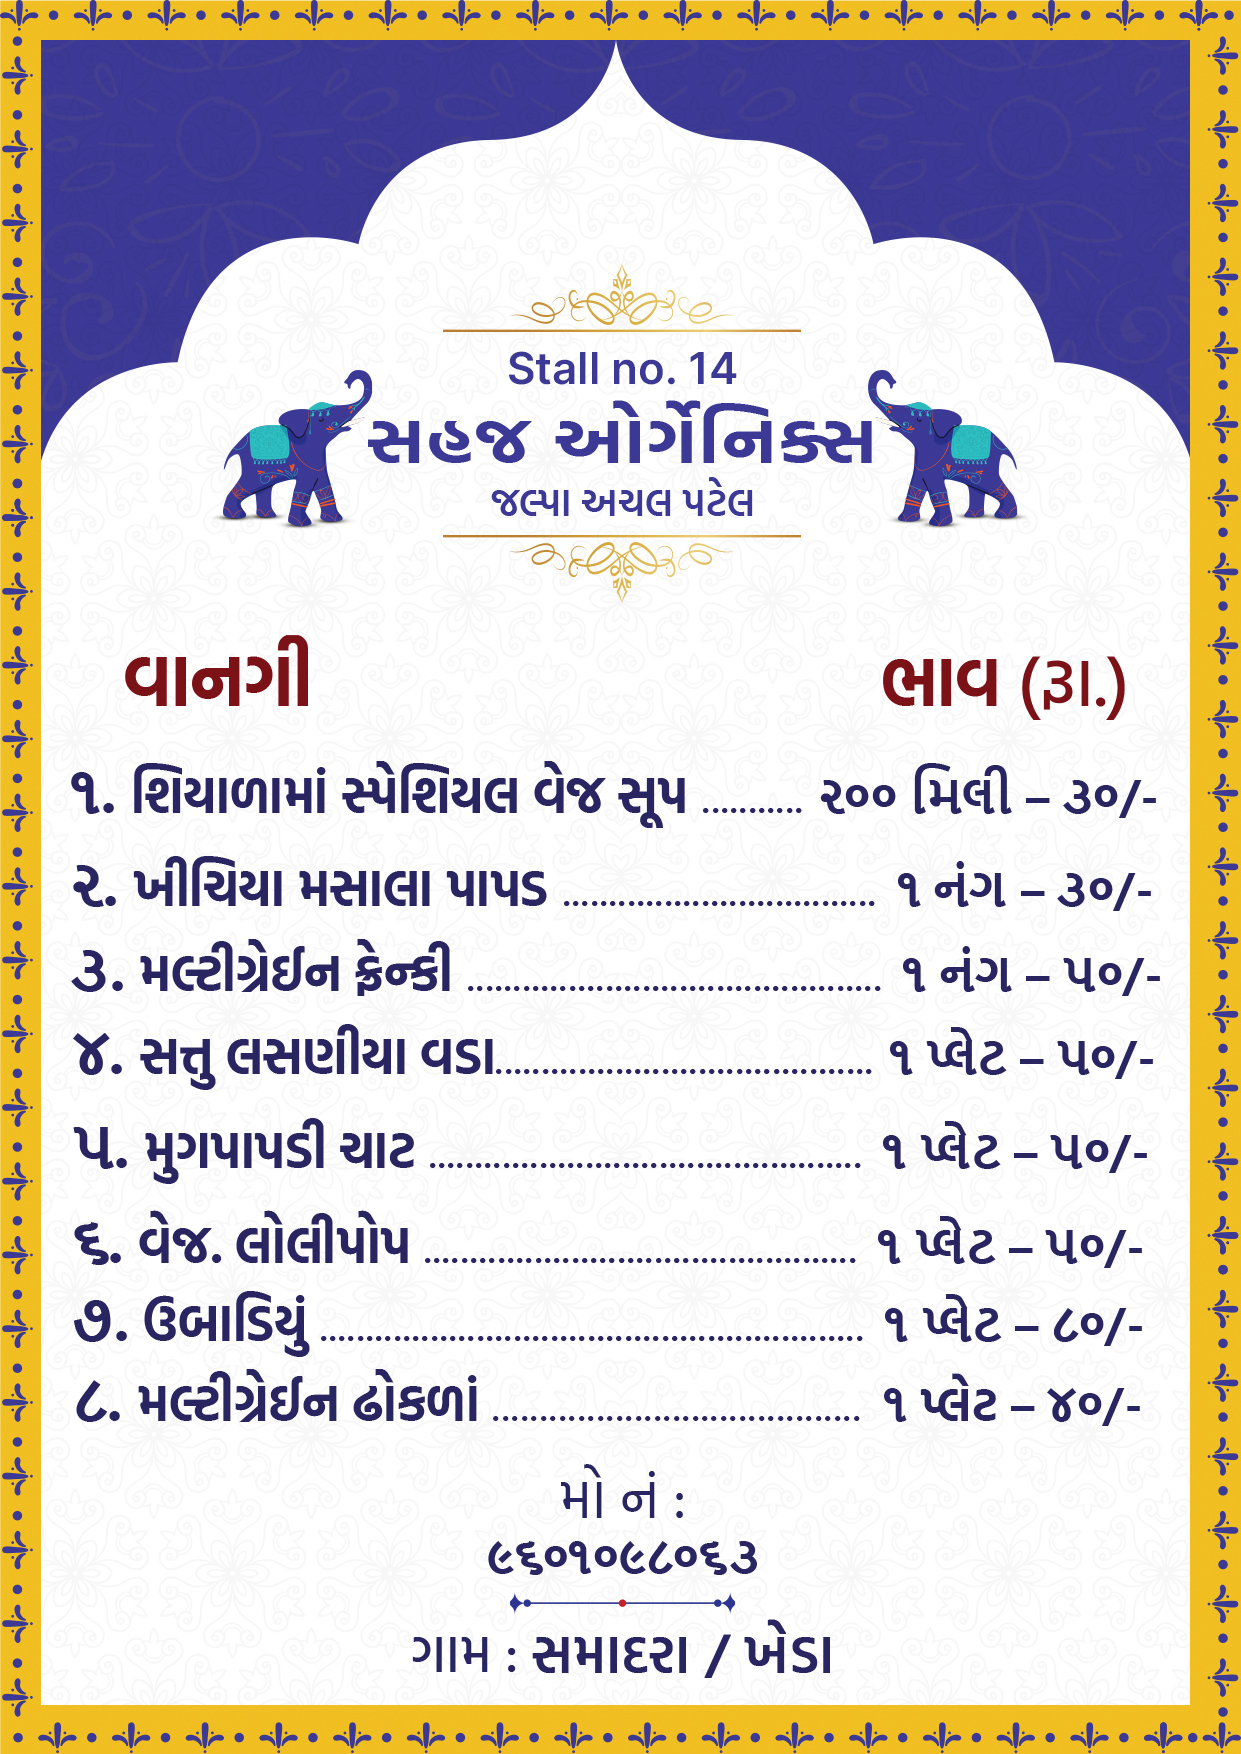 Stall no. 14
સહજ ઓર્ગેનિક્સ
જલ્પા અચલ પટેલ
વાનગી ભાવ (રૂા.)
૧. શિયાળામાં સ્પેશિયલ વેજ સૂપ ........... ૨૦૦ મિલી – ૩૦/-
૨. ખીચિયા મસાલા પાપડ .................................. ૧ નંગ – ૩૦/-
૩. મલ્ટીગ્રેઈન ફ્રેન્કી ............................................. ૧ નંગ – ૫૦/-
૪. સત્તુ લસણીયા વડા......................................... ૧ પ્લેટ – ૫૦/-
૫. મુગપાપડી ચાટ ............................................... ૧ પ્લેટ – ૫૦/-
૬. વેજ. લોલીપોપ ............................................... ૧ પ્લેટ – ૫૦/-
૭. ઉબાડિયું ........................................................... ૧ પ્લેટ – ૮૦/-
૮. મલ્ટીગ્રેઈન ઢોકળાં ........................................ ૧ પ્લેટ – ૪૦/-
મો નં :
૯૬૦૧૦૯૮૦૬૩
ગામ : સમાદરા / ખેડા